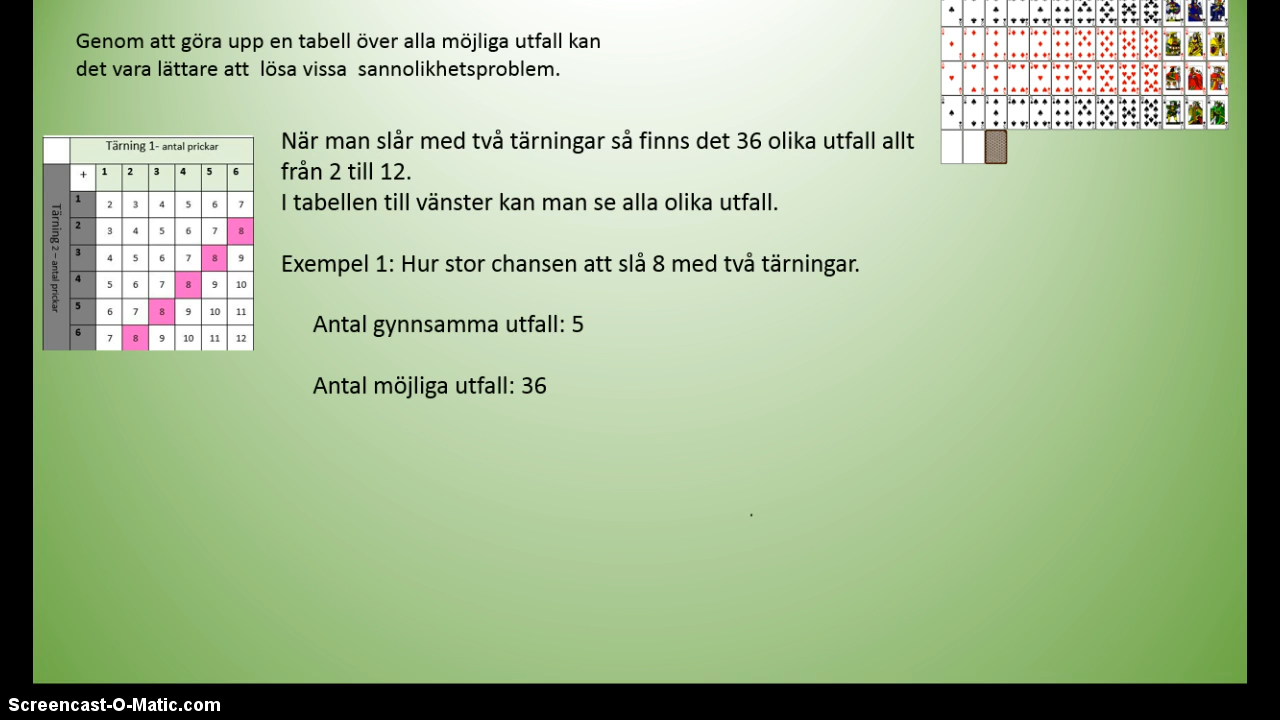 Genom att göra upp en tabell över alla möjliga utfall kan
det vara lättare att lösa vissa sannolikhetsproblem.
När man slår med två tärningar så finns det 36 olika utfall allt
från 2 till 12.
I tabellen till vänster kan man se alla olika utfall.
Exempel 1: Hur stor chansen att slå 8 med två tärningar.
Antal gynnsamma utfall: 5
Antal möjliga utfall: 36
Tärning 1- antal prickar
Tärning 2 – antal prickar
+ 1 2 3 4 5 6
1 2 3 4 5 6 7
2 3 4 5 6 7 8
3 4 5 6 7 8 9
4 5 6 7 8 9 10
5 6 7 8 9 10 11
6 7 8 9 10 11 12
Screencast-O-Matic.com